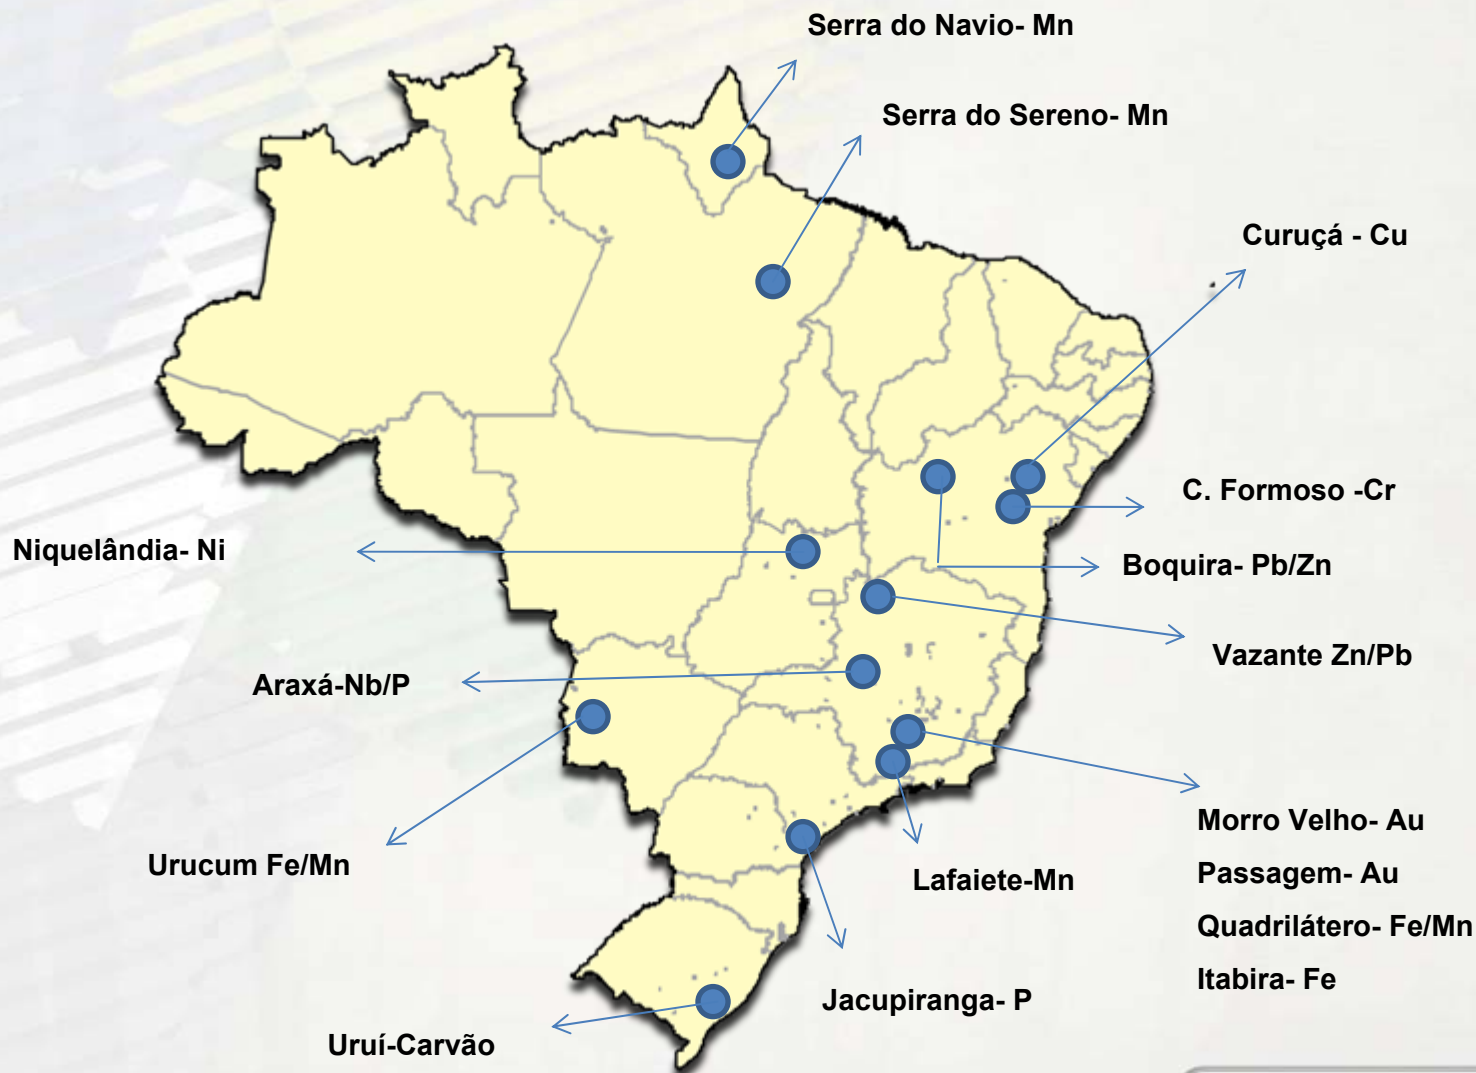 Serra do Navio- Mn
Serra do Sereno- Mn
Curuçá - Cu
C. Formoso -Cr
Niquelândia- Ni
Boquira- Pb/Zn
Vazante Zn/Pb
Araxá-Nb/P
Urucum Fe/Mn
Lafaiete-Mn
Morro Velho- Au
Passagem- Au
Quadrilátero- Fe/Mn
Itabira- Fe
Jacupiranga- P
Uruí-Carvão